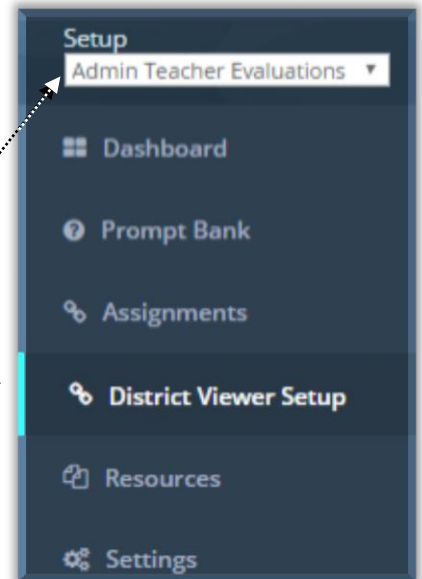 Setup
Admin Teacher Evaluations
Dashboard
Prompt Bank
Assignments
District Viewer Setup
Resources
Settings